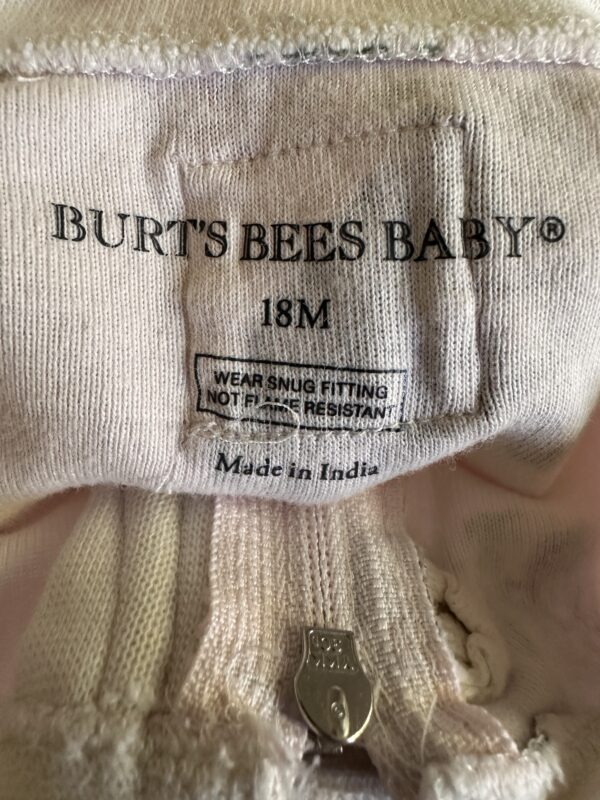 BURT'S BEES BABY®
18M
WEAR SNUG FITTING
NOT FLAME RESISTANT
Made in India